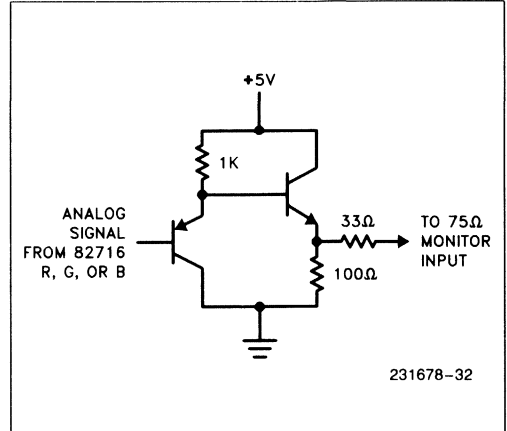 +5V
1K
ANALOG
SIGNAL
FROM 82716
R, G, OR B
33Ω
100Ω
TO 75Ω
MONITOR
INPUT
231678-32